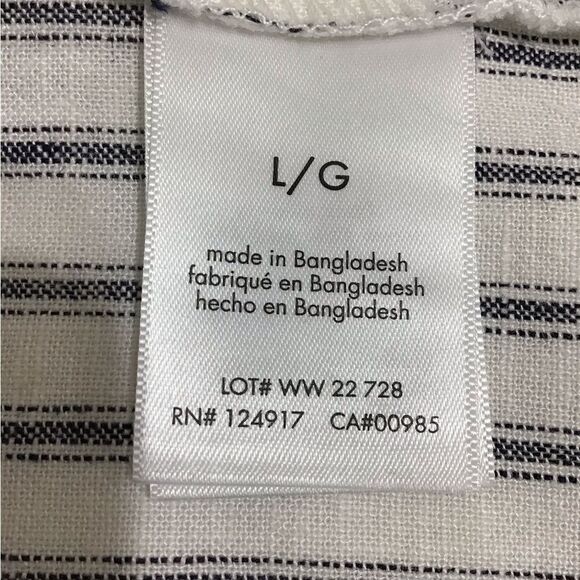 L/G
made in Bangladesh
fabriqué en Bangladesh
hecho en Bangladesh
LOT# WW 22 728
RN# 124917 CA#00985